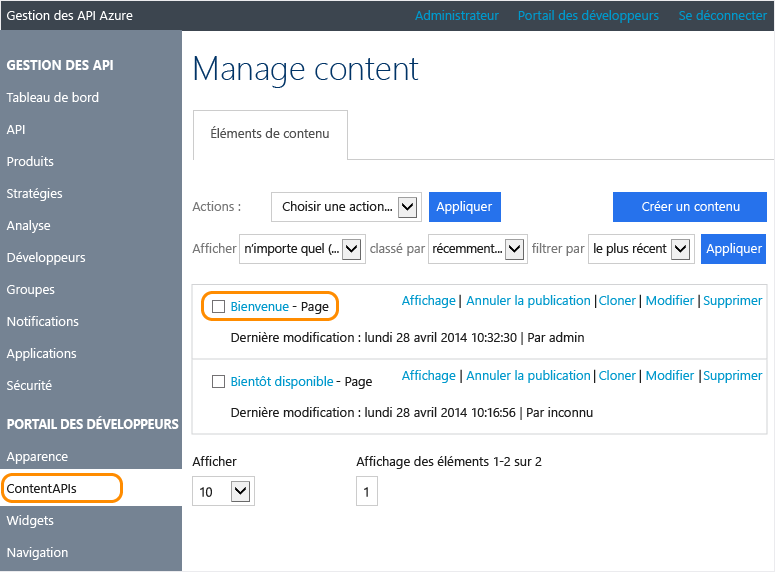 Gestion des API Azure Administrateur Portail des développeurs Se déconnecter
GESTION DES API
Tableau de bord
API
Produits
Stratégies
Analyse
Développeurs
Groupes
Notifications
Applications
Sécurité
PORTAIL DES DÉVELOPPEURS
Apparence
ContentAPIs
Widgets
Navigation
Manage content
Éléments de contenu
Actions : Choisir une action... Appliquer Créer un contenu
Afficher n'importe quel (... classé par récemment... filtrer par le plus récent Appliquer
Bienvenue - Page Affichage | Annuler la publication | Cloner | Modifier | Supprimer
Dernière modification : lundi 28 avril 2014 10:32:30 | Par admin
Bientôt disponible - Page Affichage | Annuler la publication | Cloner | Modifier | Supprimer
Dernière modification : lundi 28 avril 2014 10:16:56 | Par inconnu
Afficher Affichage des éléments 1-2 sur 2
10 1